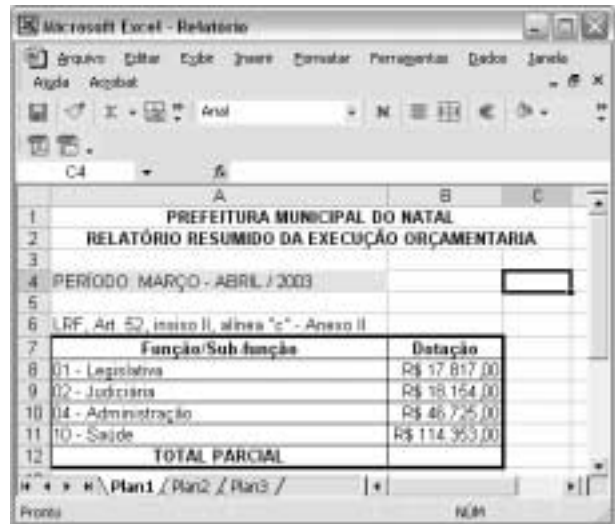 Microsoft Excel - Relatório
Arquivo Editar Exibir Inserir Formatar Ferramentas Dados Janela
Ajuda Acrobat
Arial N
C4 fx
A B C
1 PREFEITURA MUNICIPAL DO NATAL
2 RELATÓRIO RESUMIDO DA EXECUÇÃO ORÇAMENTARIA
3
4 PERÍODO: MARÇO - ABRIL / 2003
5
6 LRF, Art. 52, inciso II, alínea "c" - Anexo II
7 Função/Sub-função Dotação
8 01 - Legislativa R$ 17.817,00
9 02 - Judiciária R$ 18.154,00
10 04 - Administração R$ 46.725,00
11 10 - Saúde R$ 114.353,00
12 TOTAL PARCIAL
Plan1 / Plan2 / Plan3 /
Pronto NÚM